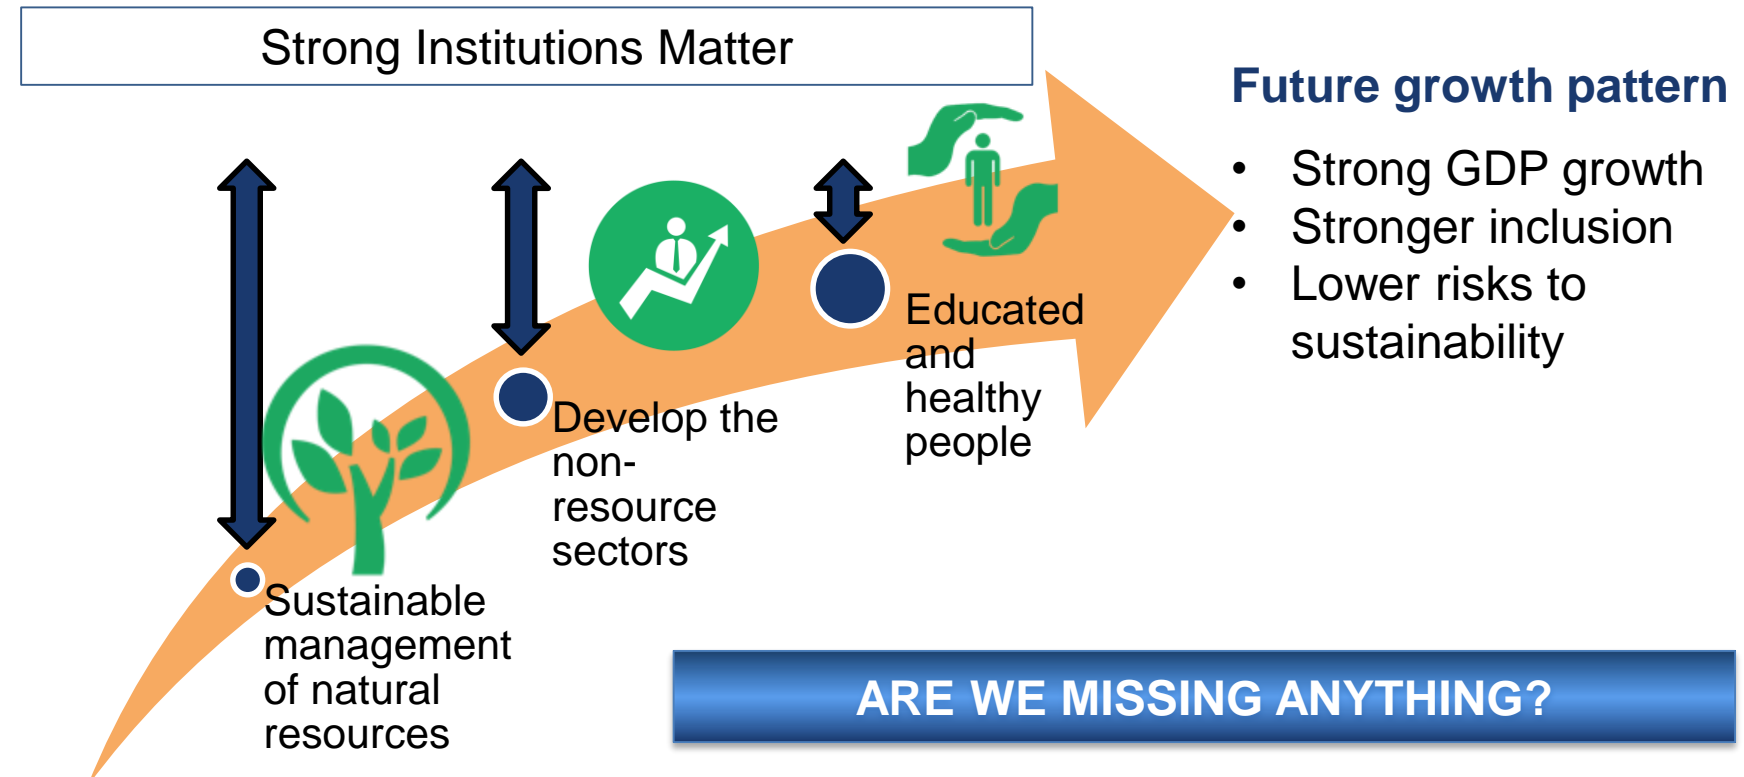 Strong Institutions Matter
Future growth pattern
• Strong GDP growth
• Stronger inclusion
• Lower risks to
sustainability
Educated
and
healthy
people
Develop the
non-
resource
sectors
Sustainable
management
of natural
resources
ARE WE MISSING ANYTHING?